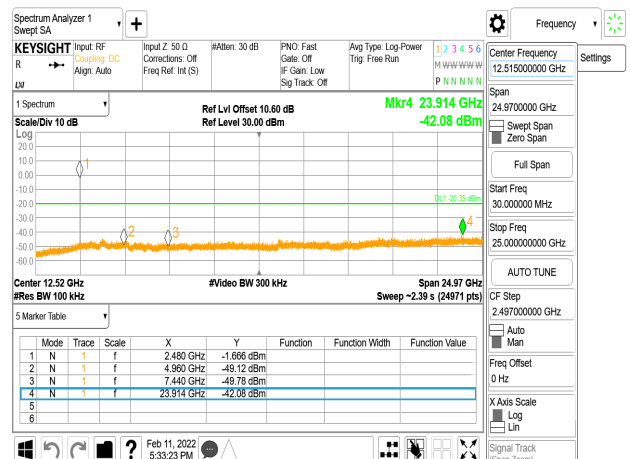 Spectrum Analyzer 1
Swept SA
Frequency
KEYSIGHT
R
LXI
Input: RF
Coupling: DC
Align: Auto
Input Z: 50 Ω
Corrections: Off
Freq Ref: Int (S)
#Atten: 30 dB
PNO: Fast
Gate: Off
IF Gain: Low
Sig Track: Off
Avg Type: Log-Power
Trig: Free Run
1 2 3 4 5 6
M W W W W W
P N N N N N
Center Frequency
12.515000000 GHz
Settings
Span
24.9700000 GHz
Swept Span
Zero Span
Full Span
Start Freq
30.000000 MHz
Stop Freq
25.000000000 GHz
AUTO TUNE
CF Step
2.497000000 GHz
Auto
Man
Freq Offset
0 Hz
X Axis Scale
Log
Lin
Signal Track
(Span Zoom)
1 Spectrum
Scale/Div 10 dB
Ref Lvl Offset 10.60 dB
Ref Level 30.00 dBm
Mkr4 23.914 GHz
-42.08 dBm
Log
20.0
10.0
0.00
-10.0
-20.0
-30.0
-40.0
-50.0
-60.0
1
2
3
4
DL1 -20.35 dBm
Center 12.52 GHz
#Video BW 300 kHz
Span 24.97 GHz
#Res BW 100 kHz
Sweep ~2.39 s (24971 pts)
5 Marker Table
Mode Trace Scale X Y Function Function Width Function Value
1 N 1 f 2.480 GHz -1.666 dBm
2 N 1 f 4.960 GHz -49.12 dBm
3 N 1 f 7.440 GHz -49.78 dBm
4 N 1 f 23.914 GHz -42.08 dBm
5
6
?
Feb 11, 2022
5:33:23 PM